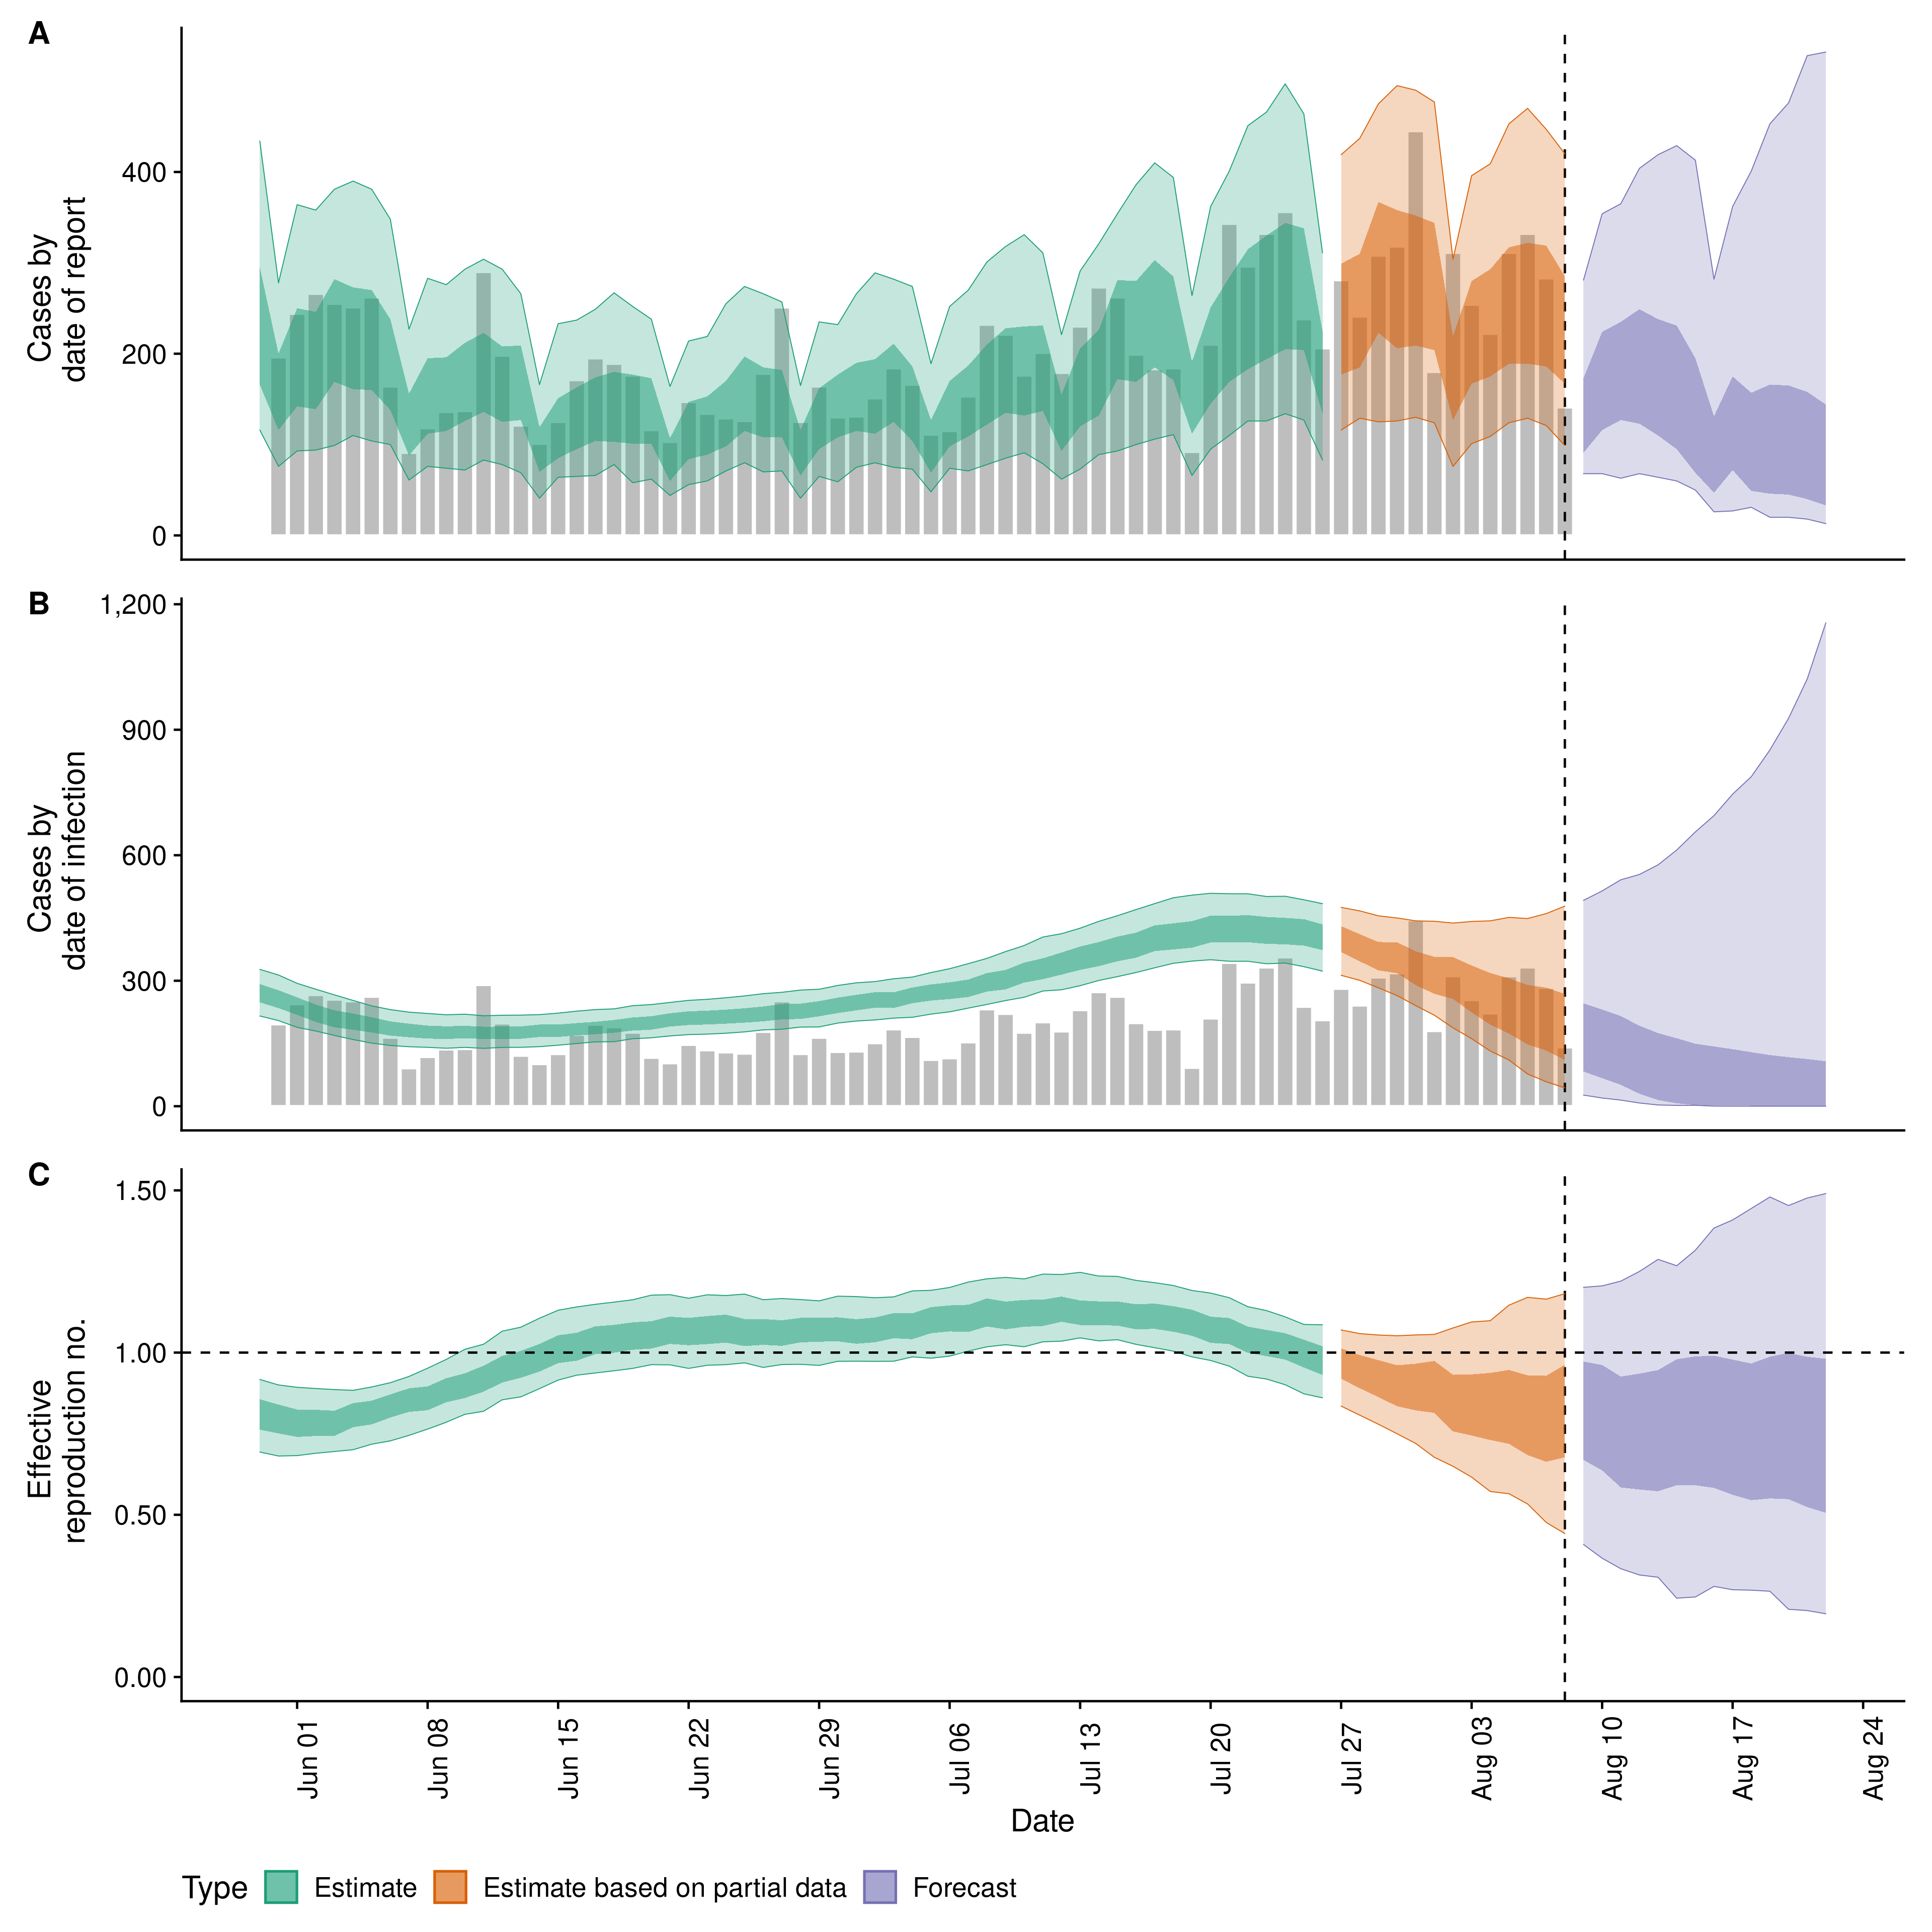 A
Cases by
date of report
400
200
0
B
Cases by
date of infection
1,200
900
600
300
0
C
Effective
reproduction no.
1.50
1.00
0.50
0.00
Jun 01
Jun 08
Jun 15
Jun 22
Jun 29
Jul 06
Jul 13
Jul 20
Jul 27
Aug 03
Aug 10
Aug 17
Aug 24
Date
Type Estimate Estimate based on partial data Forecast